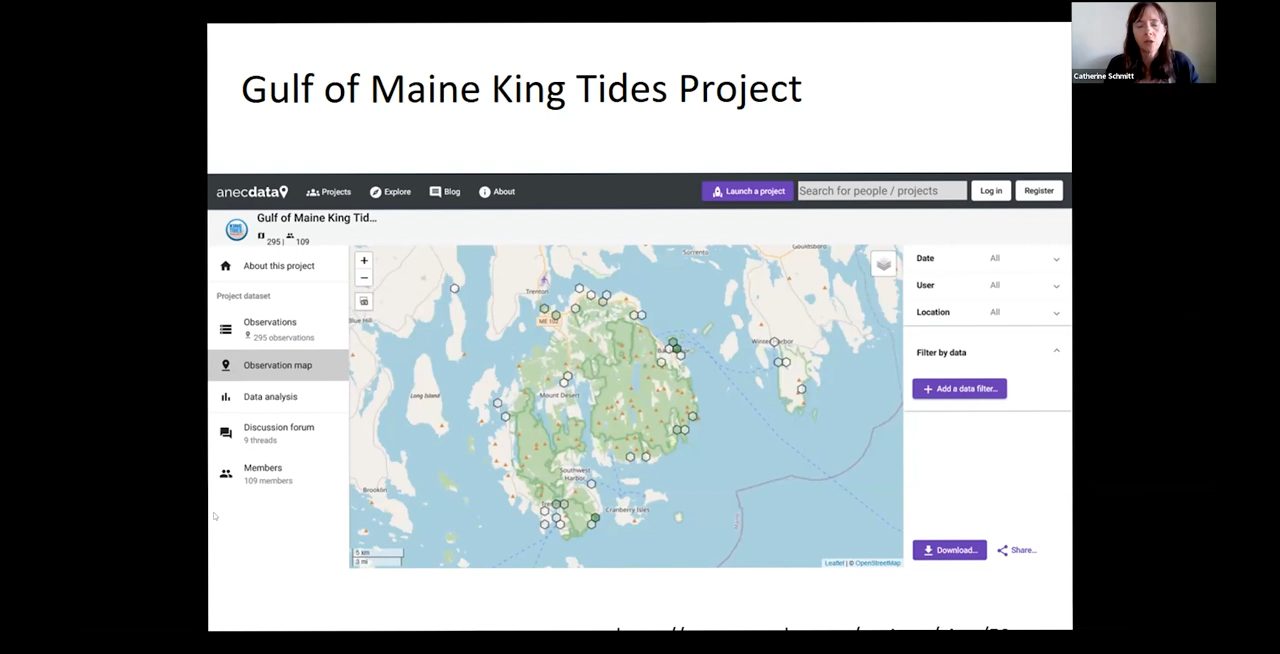 Gulf of Maine King Tides Project
Catherine Schmitt
anecdata
Projects
Explore
Blog
About
Launch a project
Search for people / projects
Log in
Register
Gulf of Maine King Tid...
295 | 109
About this project
Project dataset
Observations
295 observations
Observation map
Data analysis
Discussion forum
9 threads
Members
109 members
+
−
Sorrento
Gouldsboro
Trenton
ME 102
Blue Hill
Winter Harbor
Long Island
Mount Desert
Southwest
Harbor
Brooklin
Cranberry Isles
5 km
3 mi
Leaflet | © OpenStreetMap
Date All
User All
Location All
Filter by data
+ Add a data filter...
Download...
Share...